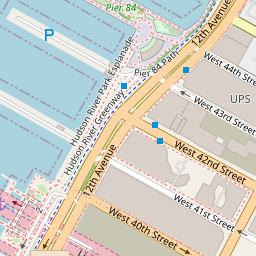 Pier 84
P
12th Avenue
Hudson River Park Esplanade
Pier 84 Path
West 44th Street
UPS
Hudson River Greenway
West 43rd Street
12th Avenue
West 42nd Street
West 41st Street
West 40th Street